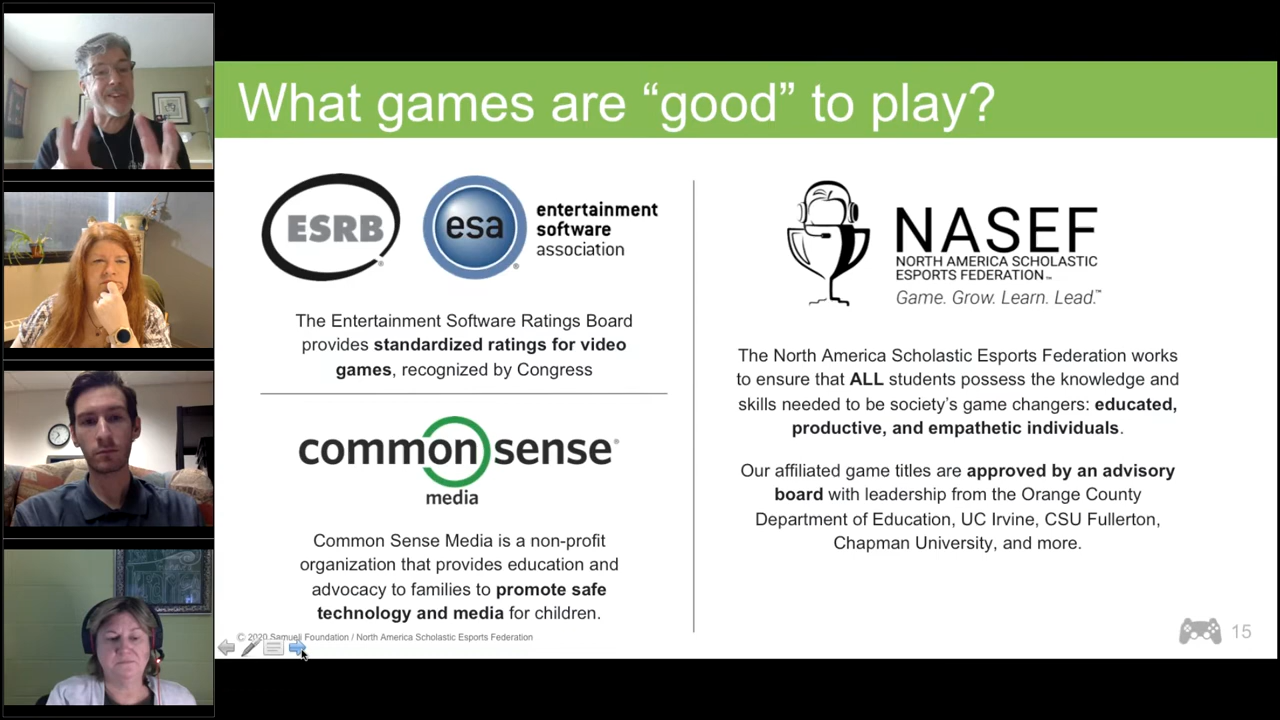 What games are “good” to play?
ESRB
®
esa
®
entertainment
software
association
The Entertainment Software Ratings Board
provides standardized ratings for video
games, recognized by Congress
commonsense®
media
Common Sense Media is a non-profit
organization that provides education and
advocacy to families to promote safe
technology and media for children.
NASEF
NORTH AMERICA SCHOLASTIC
ESPORTS FEDERATION™
Game. Grow. Learn. Lead.™
The North America Scholastic Esports Federation works
to ensure that ALL students possess the knowledge and
skills needed to be society’s game changers: educated,
productive, and empathetic individuals.
Our affiliated game titles are approved by an advisory
board with leadership from the Orange County
Department of Education, UC Irvine, CSU Fullerton,
Chapman University, and more.
© 2020 Samueli Foundation / North America Scholastic Esports Federation
15